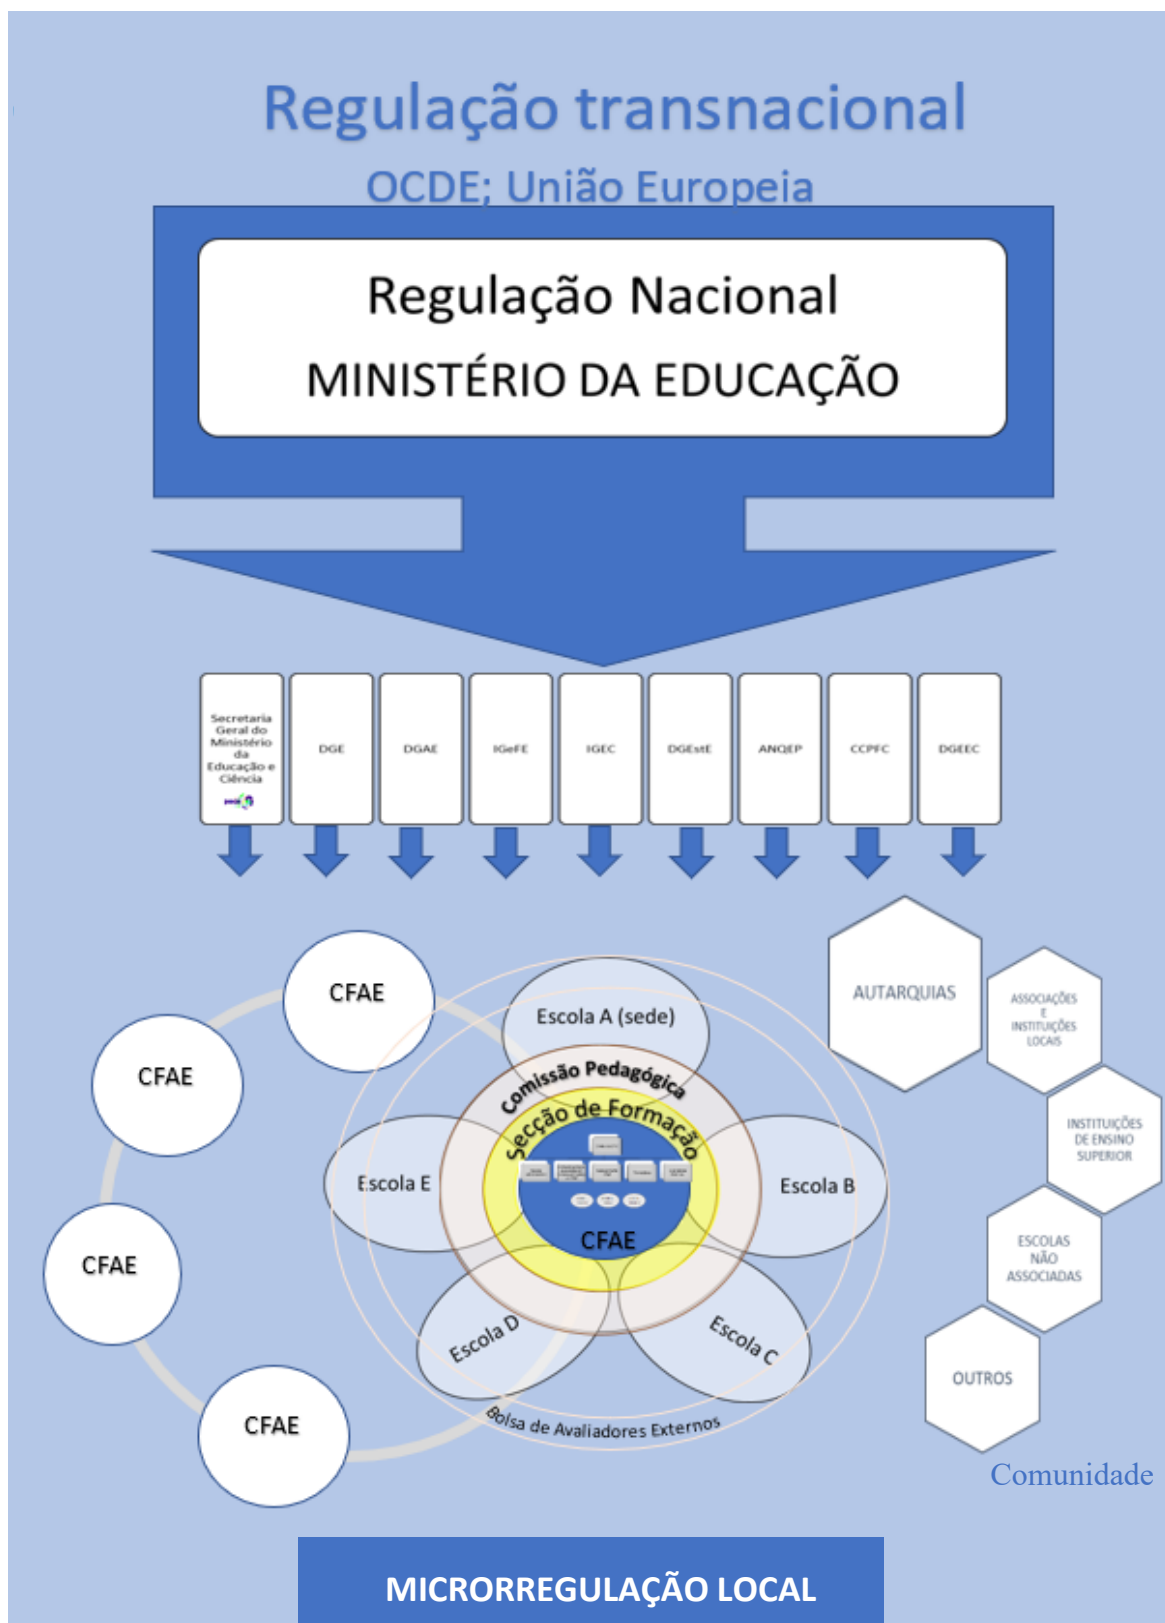 Regulação transnacional
OCDE; União Europeia
Regulação Nacional
MINISTÉRIO DA EDUCAÇÃO
Secretaria
Geral do
Ministério
da
Educação e
Ciência
DGE
DGAE
IGeFE
IGEC
DGEstE
ANQEP
CCPFC
DGEEC
CFAE
CFAE
CFAE
CFAE
Escola A (sede)
Comissão Pedagógica
Secção de Formação
CFAE
Escola E
Escola B
Escola D
Escola C
Bolsa de Avaliadores Externos
AUTARQUIAS
ASSOCIAÇÕES
E
INSTITUIÇÕES
LOCAIS
INSTITUIÇÕES
DE ENSINO
SUPERIOR
ESCOLAS
NÃO
ASSOCIADAS
OUTROS
Comunidade
MICRORREGULAÇÃO LOCAL